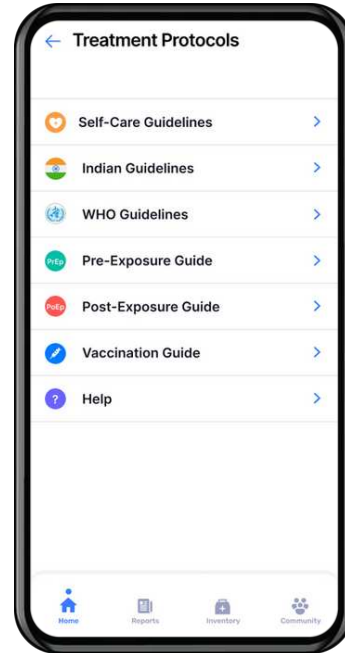 Treatment Protocols
Self-Care Guidelines
Indian Guidelines
WHO Guidelines
PrEp
Pre-Exposure Guide
PoEp
Post-Exposure Guide
Vaccination Guide
?
Help
Home
Reports
Inventory
Community